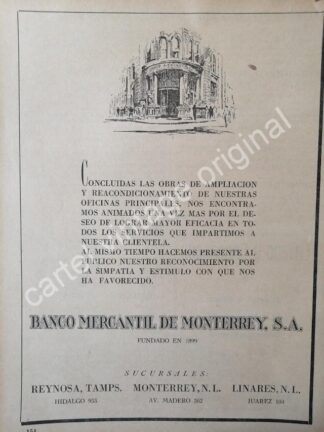 CONCLUIDAS LAS OBRAS DE AMPLIACION
Y REACONDICIONAMIENTO DE NUESTRAS
OFICINAS PRINCIPALES, NOS ENCONTRA-
MOS ANIMADOS UNA VEZ MAS POR EL DE-
SEO DE LOGRAR MAYOR EFICACIA EN TO-
DOS LOS SERVICIOS QUE IMPARTIMOS A
NUESTRA CLIENTELA.
AL MISMO TIEMPO HACEMOS PRESENTE AL
PUBLICO NUESTRO RECONOCIMIENTO POR
LA SIMPATIA Y ESTIMULO CON QUE NOS
HA FAVORECIDO.
BANCO MERCANTIL DE MONTERREY, S.A.
FUNDADO EN 1899
SUCURSALES:
REYNOSA, TAMPS. MONTERREY, N.L. LINARES, N.L.
HIDALGO 955 AV. MADERO 362 JUAREZ 104
154
original